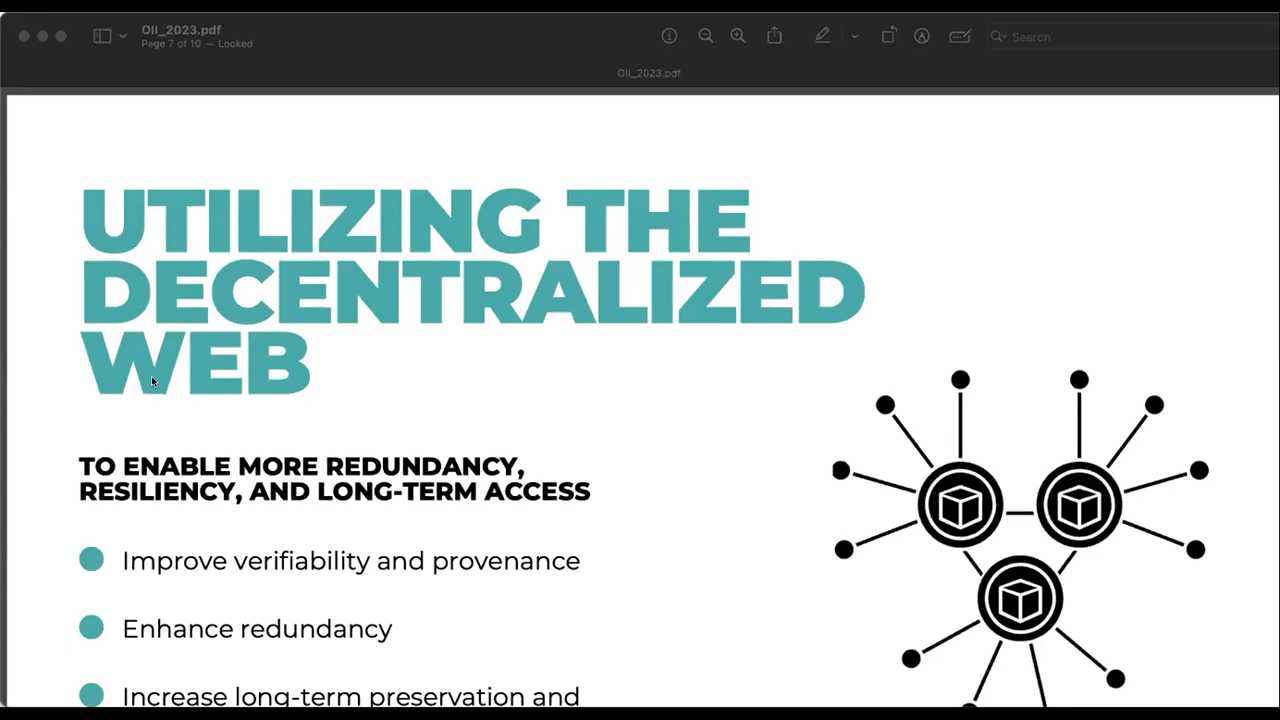 OII_2023.pdf
Page 7 of 10 — Locked
Search
OII_2023.pdf
UTILIZING THE
DECENTRALIZED
WEB
TO ENABLE MORE REDUNDANCY,
RESILIENCY, AND LONG-TERM ACCESS
Improve verifiability and provenance
Enhance redundancy
Increase long-term preservation and